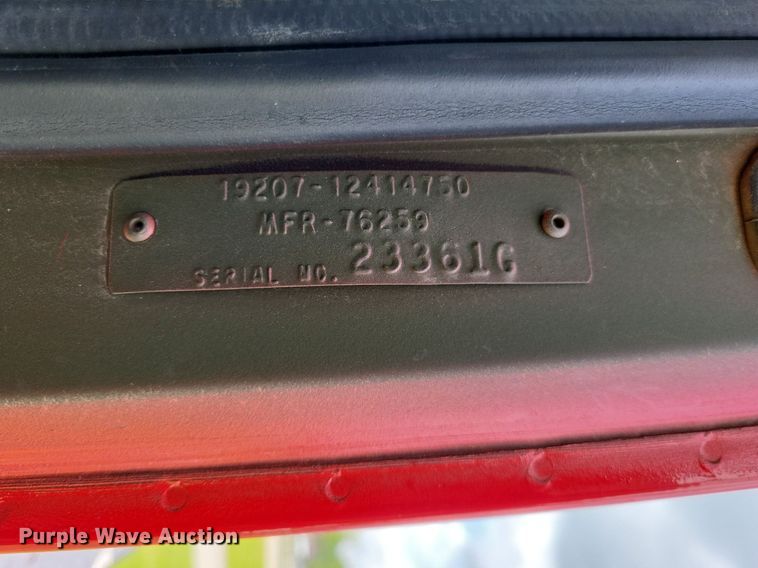 19207-12414750
MFR-76259
SERIAL NO. 23361G
Purple Wave Auction